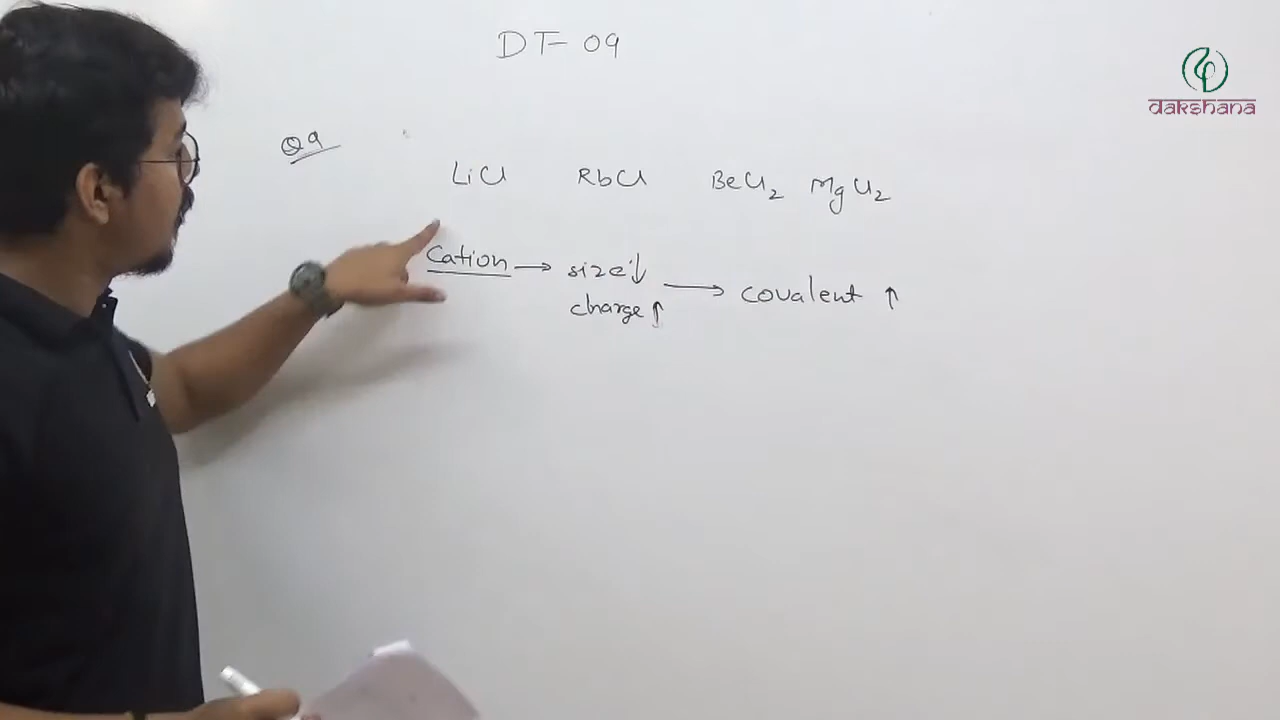 DT-09
dakshana
Q9
LiCl RbCl BeCl2 MgCl2
Cation → size↓ → covalent ↑
charge↑